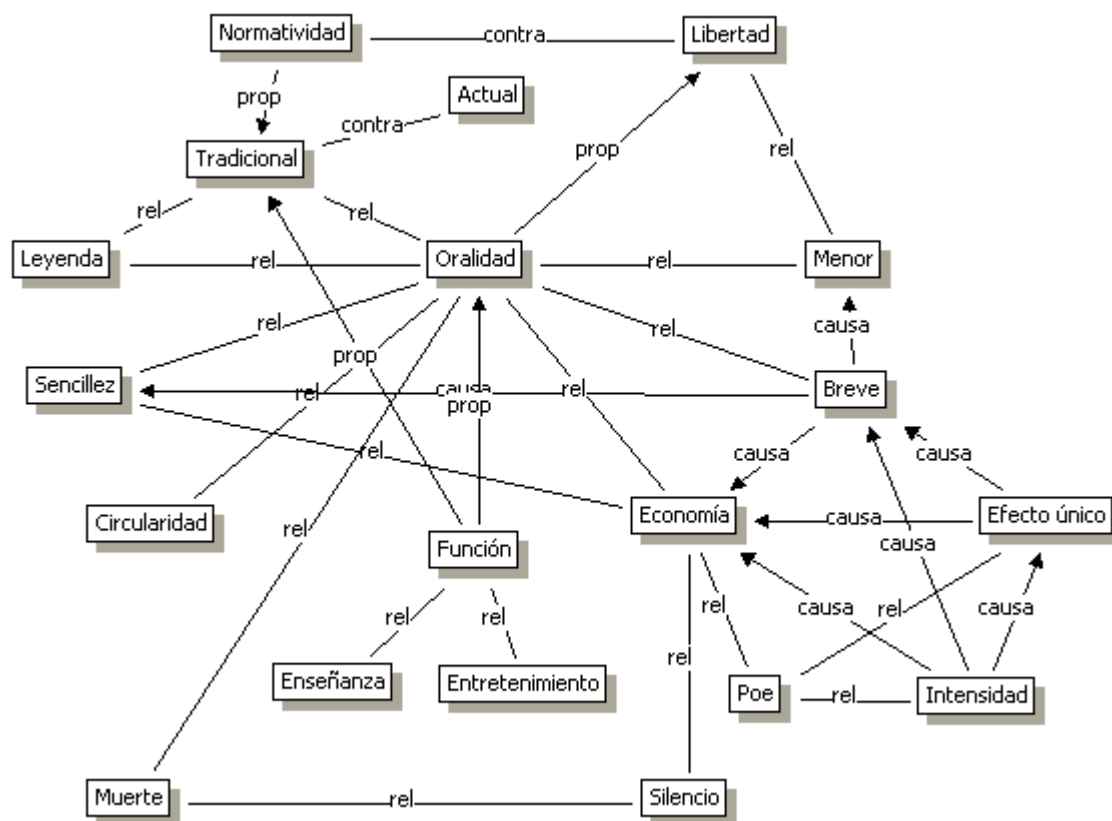 Normatividad
contra
Libertad
prop
Actual
contra
Tradicional
prop
rel
rel
rel
Leyenda
rel
Oralidad
rel
Menor
rel
rel
causa
prop
Sencillez
rel
causa
prop
rel
Breve
rel
causa
causa
Circularidad
Economía
causa
Efecto único
rel
Función
causa
rel
rel
rel
causa
rel
causa
Enseñanza
Entretenimiento
rel
Poe
rel
Intensidad
Muerte
rel
Silencio